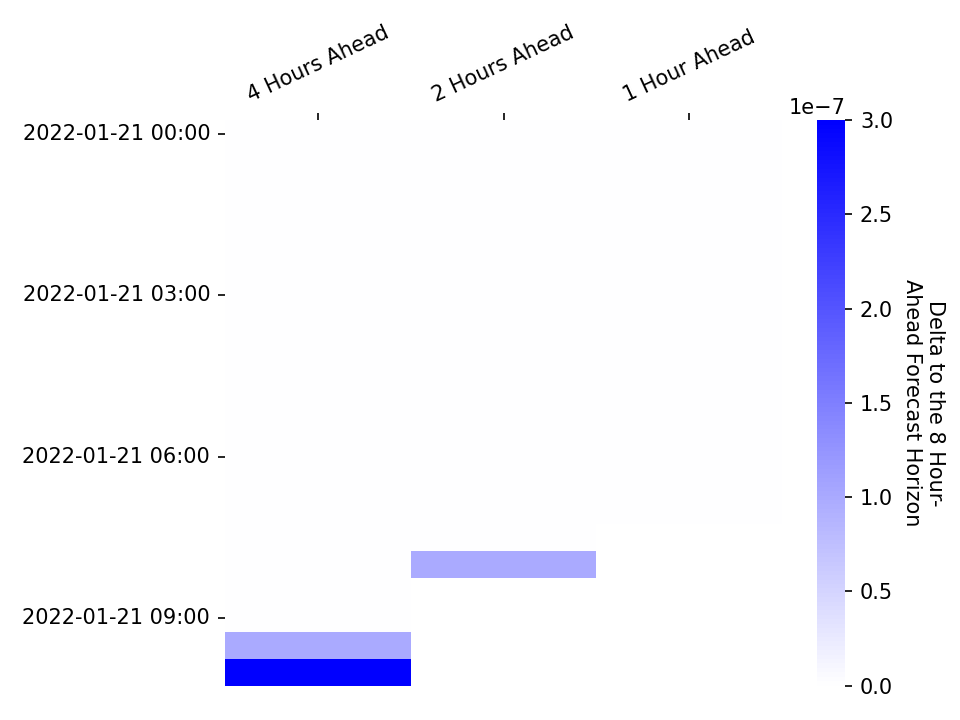 4 Hours Ahead
2 Hours Ahead
1 Hour Ahead
1e−7
2022-01-21 00:00
2022-01-21 03:00
2022-01-21 06:00
2022-01-21 09:00
3.0
2.5
2.0
1.5
1.0
0.5
0.0
Delta to the 8 Hour-
Ahead Forecast Horizon